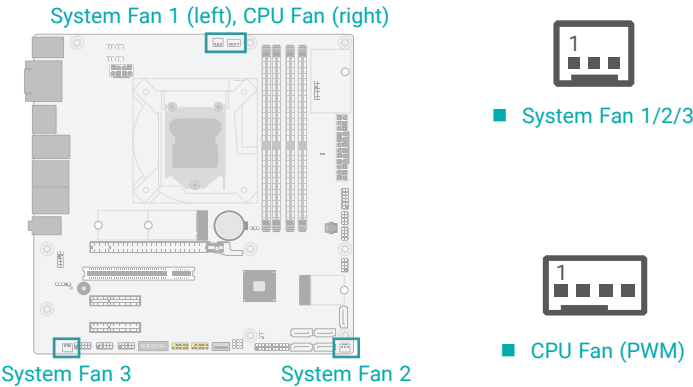 System Fan 1 (left), CPU Fan (right)
1
■ System Fan 1/2/3
1
■ CPU Fan (PWM)
System Fan 3
System Fan 2